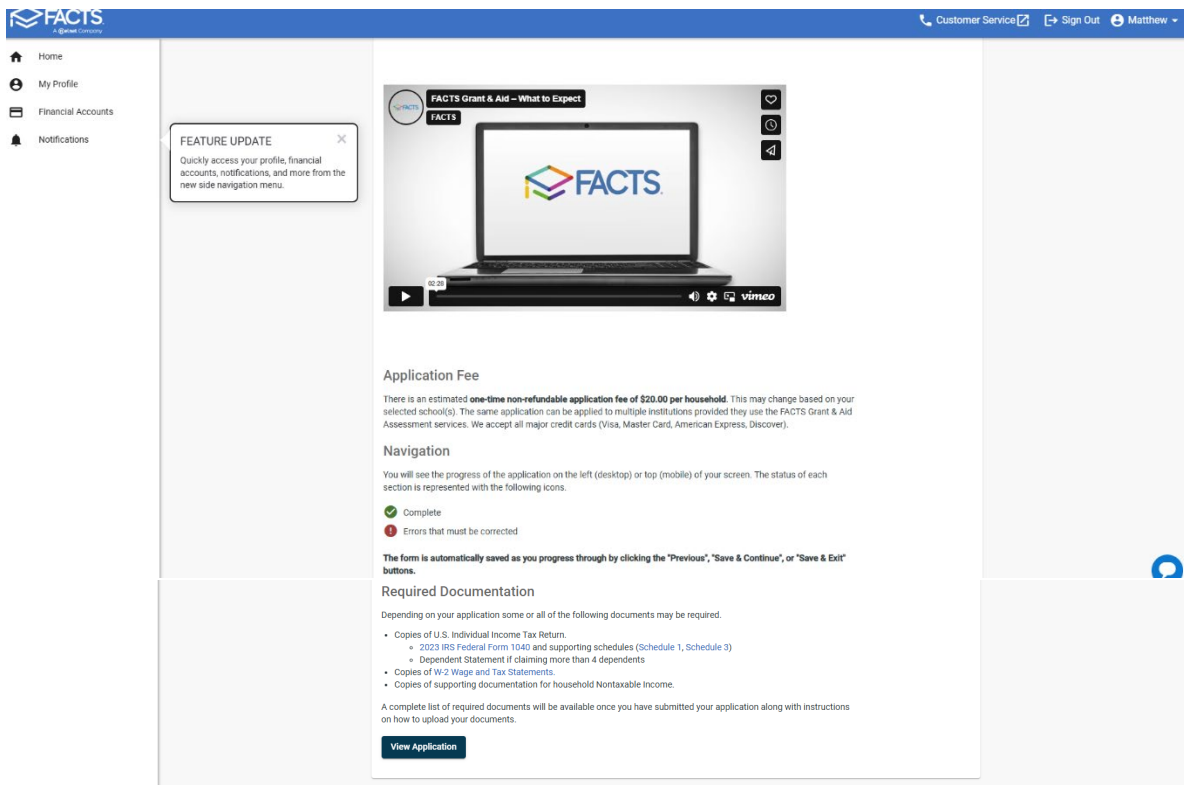 FACTS
A Nelnet Company
Customer Service
Sign Out
Matthew
Home
My Profile
Financial Accounts
Notifications
FEATURE UPDATE
Quickly access your profile, financial
accounts, notifications, and more from the
new side navigation menu.
FACTS Grant & Aid – What to Expect
FACTS
FACTS
FACTS.
02:28
vimeo
Application Fee
There is an estimated one-time non-refundable application fee of $20.00 per household. This may change based on your
selected school(s). The same application can be applied to multiple institutions provided they use the FACTS Grant & Aid
Assessment services. We accept all major credit cards (Visa, Master Card, American Express, Discover).
Navigation
You will see the progress of the application on the left (desktop) or top (mobile) of your screen. The status of each
section is represented with the following icons.
Complete
Errors that must be corrected
The form is automatically saved as you progress through by clicking the "Previous", "Save & Continue", or "Save & Exit"
buttons.
Required Documentation
Depending on your application some or all of the following documents may be required.
• Copies of U.S. Individual Income Tax Return.
◦ 2023 IRS Federal Form 1040 and supporting schedules (Schedule 1, Schedule 3)
◦ Dependent Statement if claiming more than 4 dependents
• Copies of W-2 Wage and Tax Statements.
• Copies of supporting documentation for household Nontaxable Income.
A complete list of required documents will be available once you have submitted your application along with instructions
on how to upload your documents.
View Application